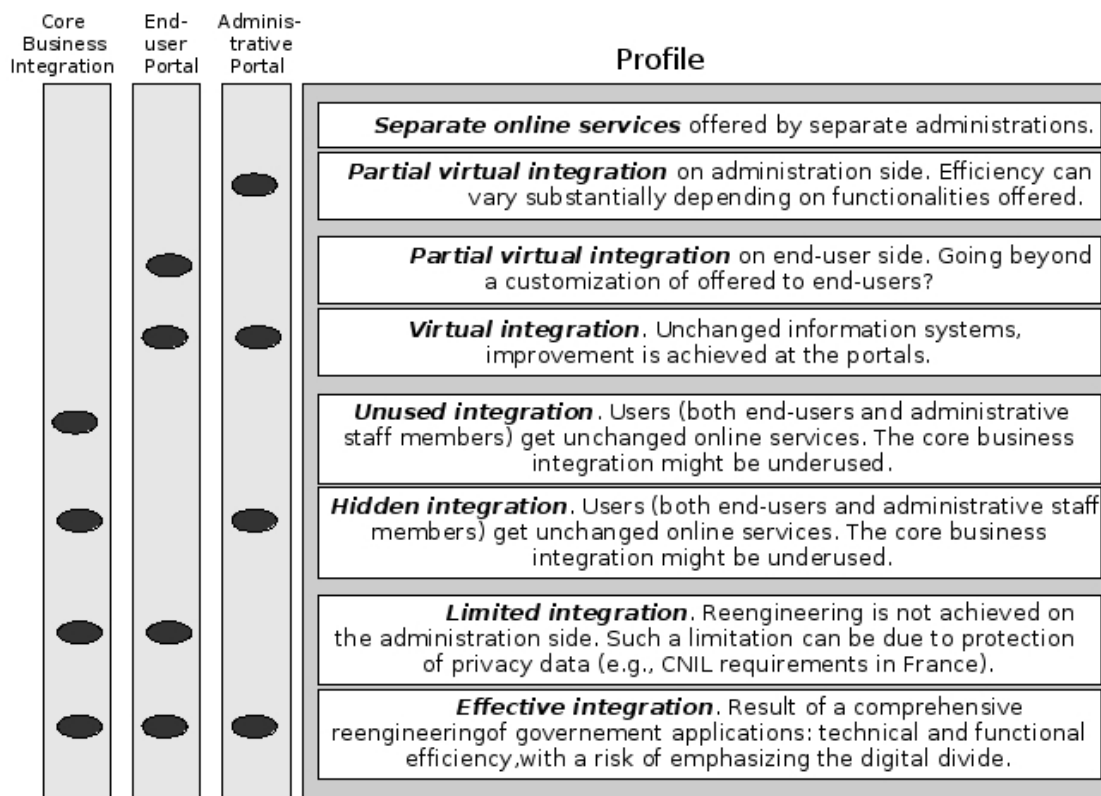 Core
Business
Integration
End-
user
Portal
Adminis-
trative
Portal
Profile
Separate online services offered by separate administrations.
Partial virtual integration on administration side. Efficiency can
vary substantially depending on functionalities offered.
Partial virtual integration on end-user side. Going beyond
a customization of offered to end-users?
Virtual integration. Unchanged information systems,
improvement is achieved at the portals.
Unused integration. Users (both end-users and administrative
staff members) get unchanged online services. The core business
integration might be underused.
Hidden integration. Users (both end-users and administrative staff
members) get unchanged online services. The core business
integration might be underused.
Limited integration. Reengineering is not achieved on
the administration side. Such a limitation can be due to protection
of privacy data (e.g., CNIL requirements in France).
Effective integration. Result of a comprehensive
reengineeringof governement applications: technical and functional
efficiency,with a risk of emphasizing the digital divide.